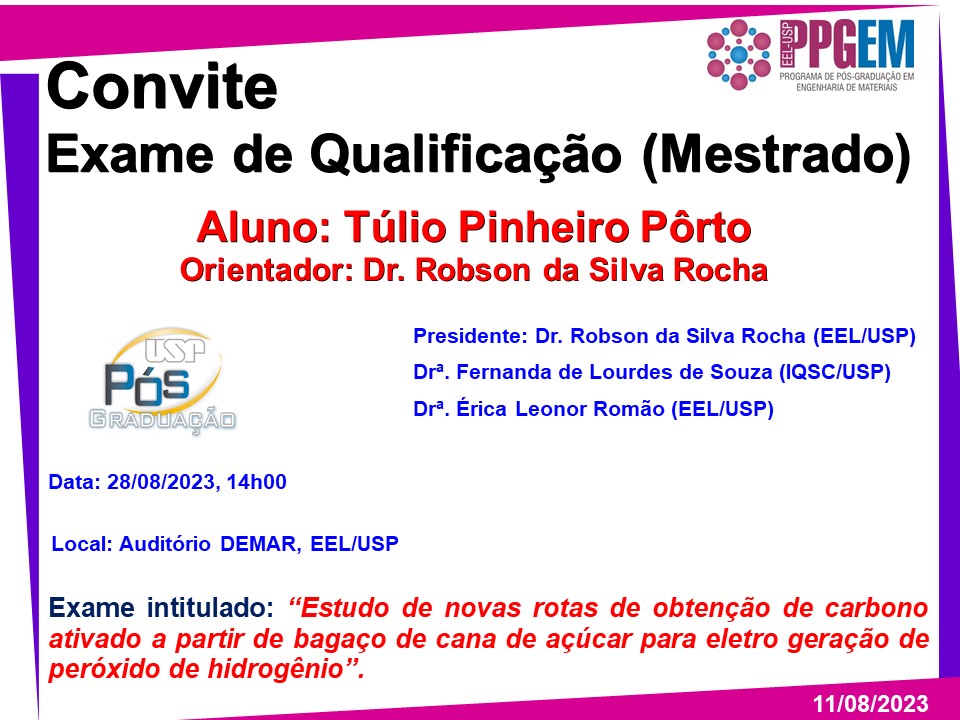 EEL-USP
PPGEM
PROGRAMA DE PÓS-GRADUAÇÃO EM
ENGENHARIA DE MATERIAIS
Convite
Exame de Qualificação (Mestrado)
Aluno: Túlio Pinheiro Pôrto
Orientador: Dr. Robson da Silva Rocha
USP
PÓS
GRADUAÇÃO
Presidente: Dr. Robson da Silva Rocha (EEL/USP)
Drª. Fernanda de Lourdes de Souza (IQSC/USP)
Drª. Érica Leonor Romão (EEL/USP)
Data: 28/08/2023, 14h00
Local: Auditório DEMAR, EEL/USP
Exame intitulado: “Estudo de novas rotas de obtenção de carbono
ativado a partir de bagaço de cana de açúcar para eletro geração de
peróxido de hidrogênio”.
11/08/2023